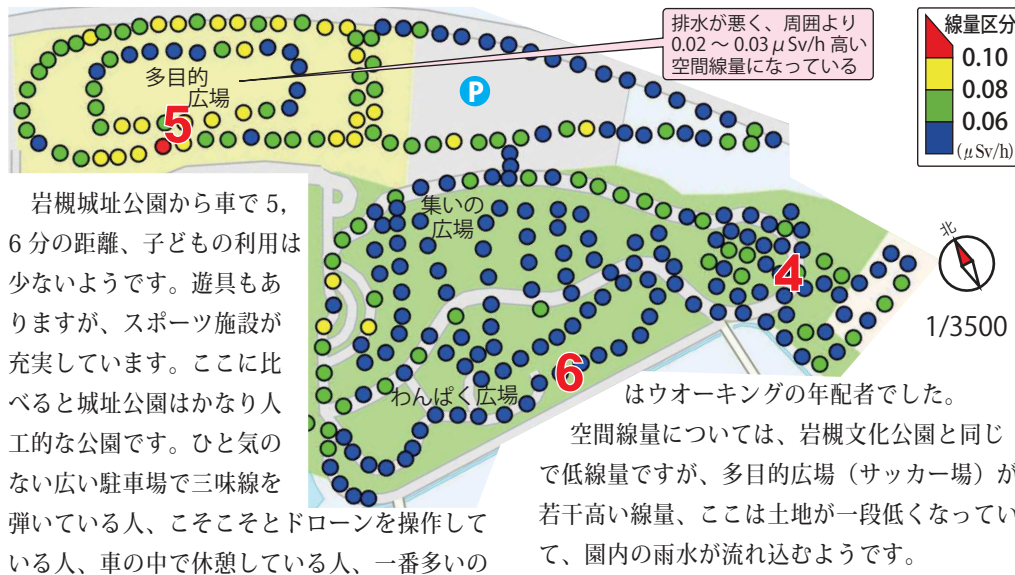 排水が悪く、周囲より
0.02 ～ 0.03 μSv/h 高い
空間線量になっている
線量区分
0.10
0.08
0.06
(μSv/h)
多目的
広場
5
P
集いの
広場
4
北
1/3500
6
わんぱく広場
岩槻城址公園から車で 5,
6 分の距離、子どもの利用は
少ないようです。遊具もあ
りますが、スポーツ施設が
充実しています。ここに比
べると城址公園はかなり人
工的な公園です。ひと気の
ない広い駐車場で三味線を
弾いている人、こそこそとドローンを操作して
いる人、車の中で休憩している人、一番多いの
はウオーキングの年配者でした。
空間線量については、岩槻文化公園と同じ
で低線量ですが、多目的広場（サッカー場）が
若干高い線量、ここは土地が一段低くなってい
て、園内の雨水が流れ込むようです。